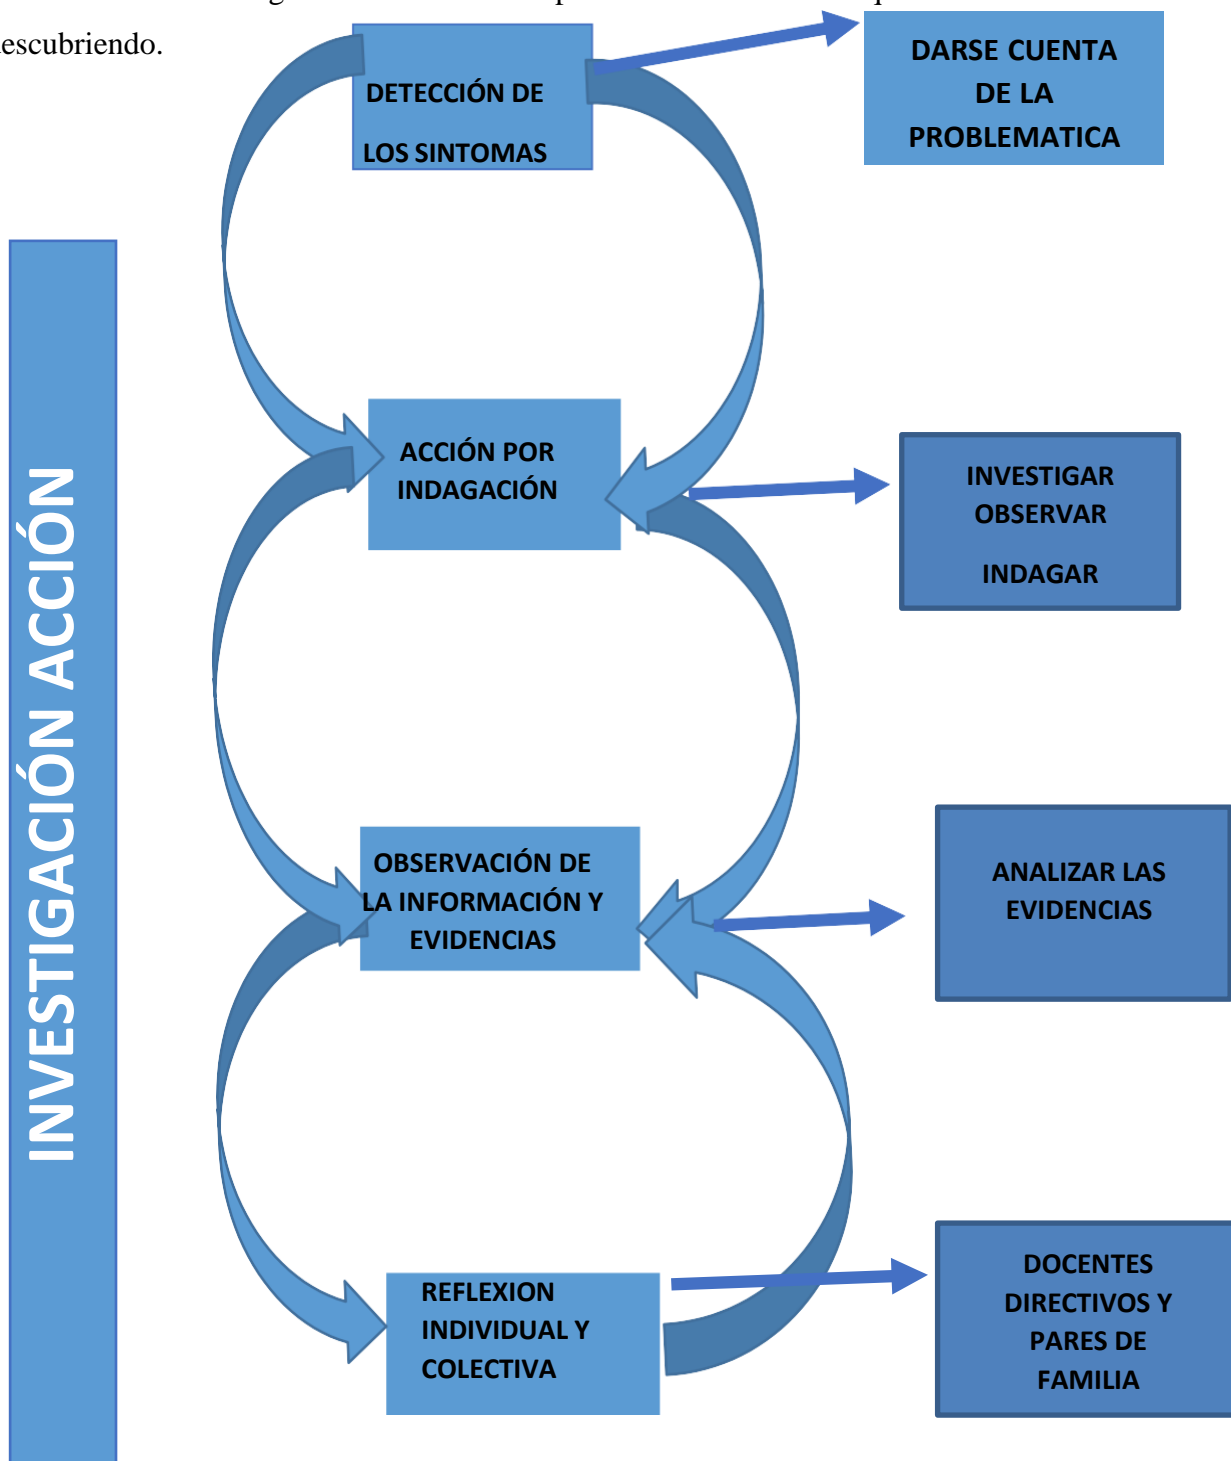 descubriendo.
DETECCIÓN DE
LOS SINTOMAS
DARSE CUENTA
DE LA
PROBLEMATICA
INVESTIGACIÓN ACCIÓN
ACCIÓN POR
INDAGACIÓN
INVESTIGAR
OBSERVAR
INDAGAR
OBSERVACIÓN DE
LA INFORMACIÓN Y
EVIDENCIAS
ANALIZAR LAS
EVIDENCIAS
REFLEXION
INDIVIDUAL Y
COLECTIVA
DOCENTES
DIRECTIVOS Y
PARES DE
FAMILIA